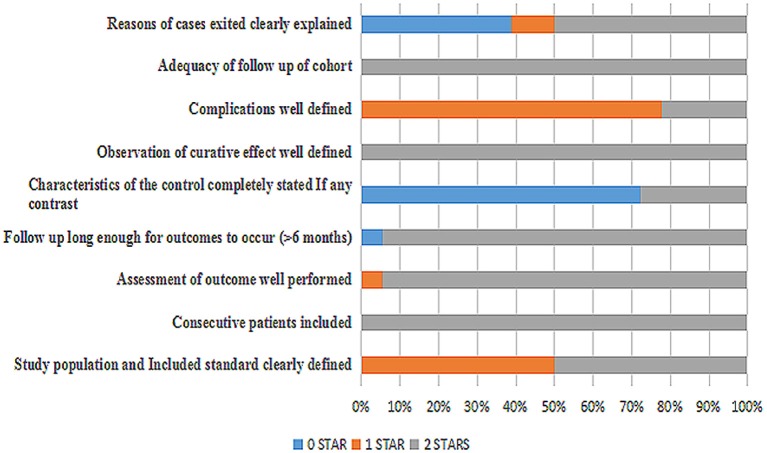 Reasons of cases exited clearly explained
Adequacy of follow up of cohort
Complications well defined
Observation of curative effect well defined
Characteristics of the control completely stated If any
contrast
Follow up long enough for outcomes to occur (>6 months)
Assessment of outcome well performed
Consecutive patients included
Study population and Included standard clearly defined
0% 10% 20% 30% 40% 50% 60% 70% 80% 90% 100%
0 STAR 1 STAR 2 STARS